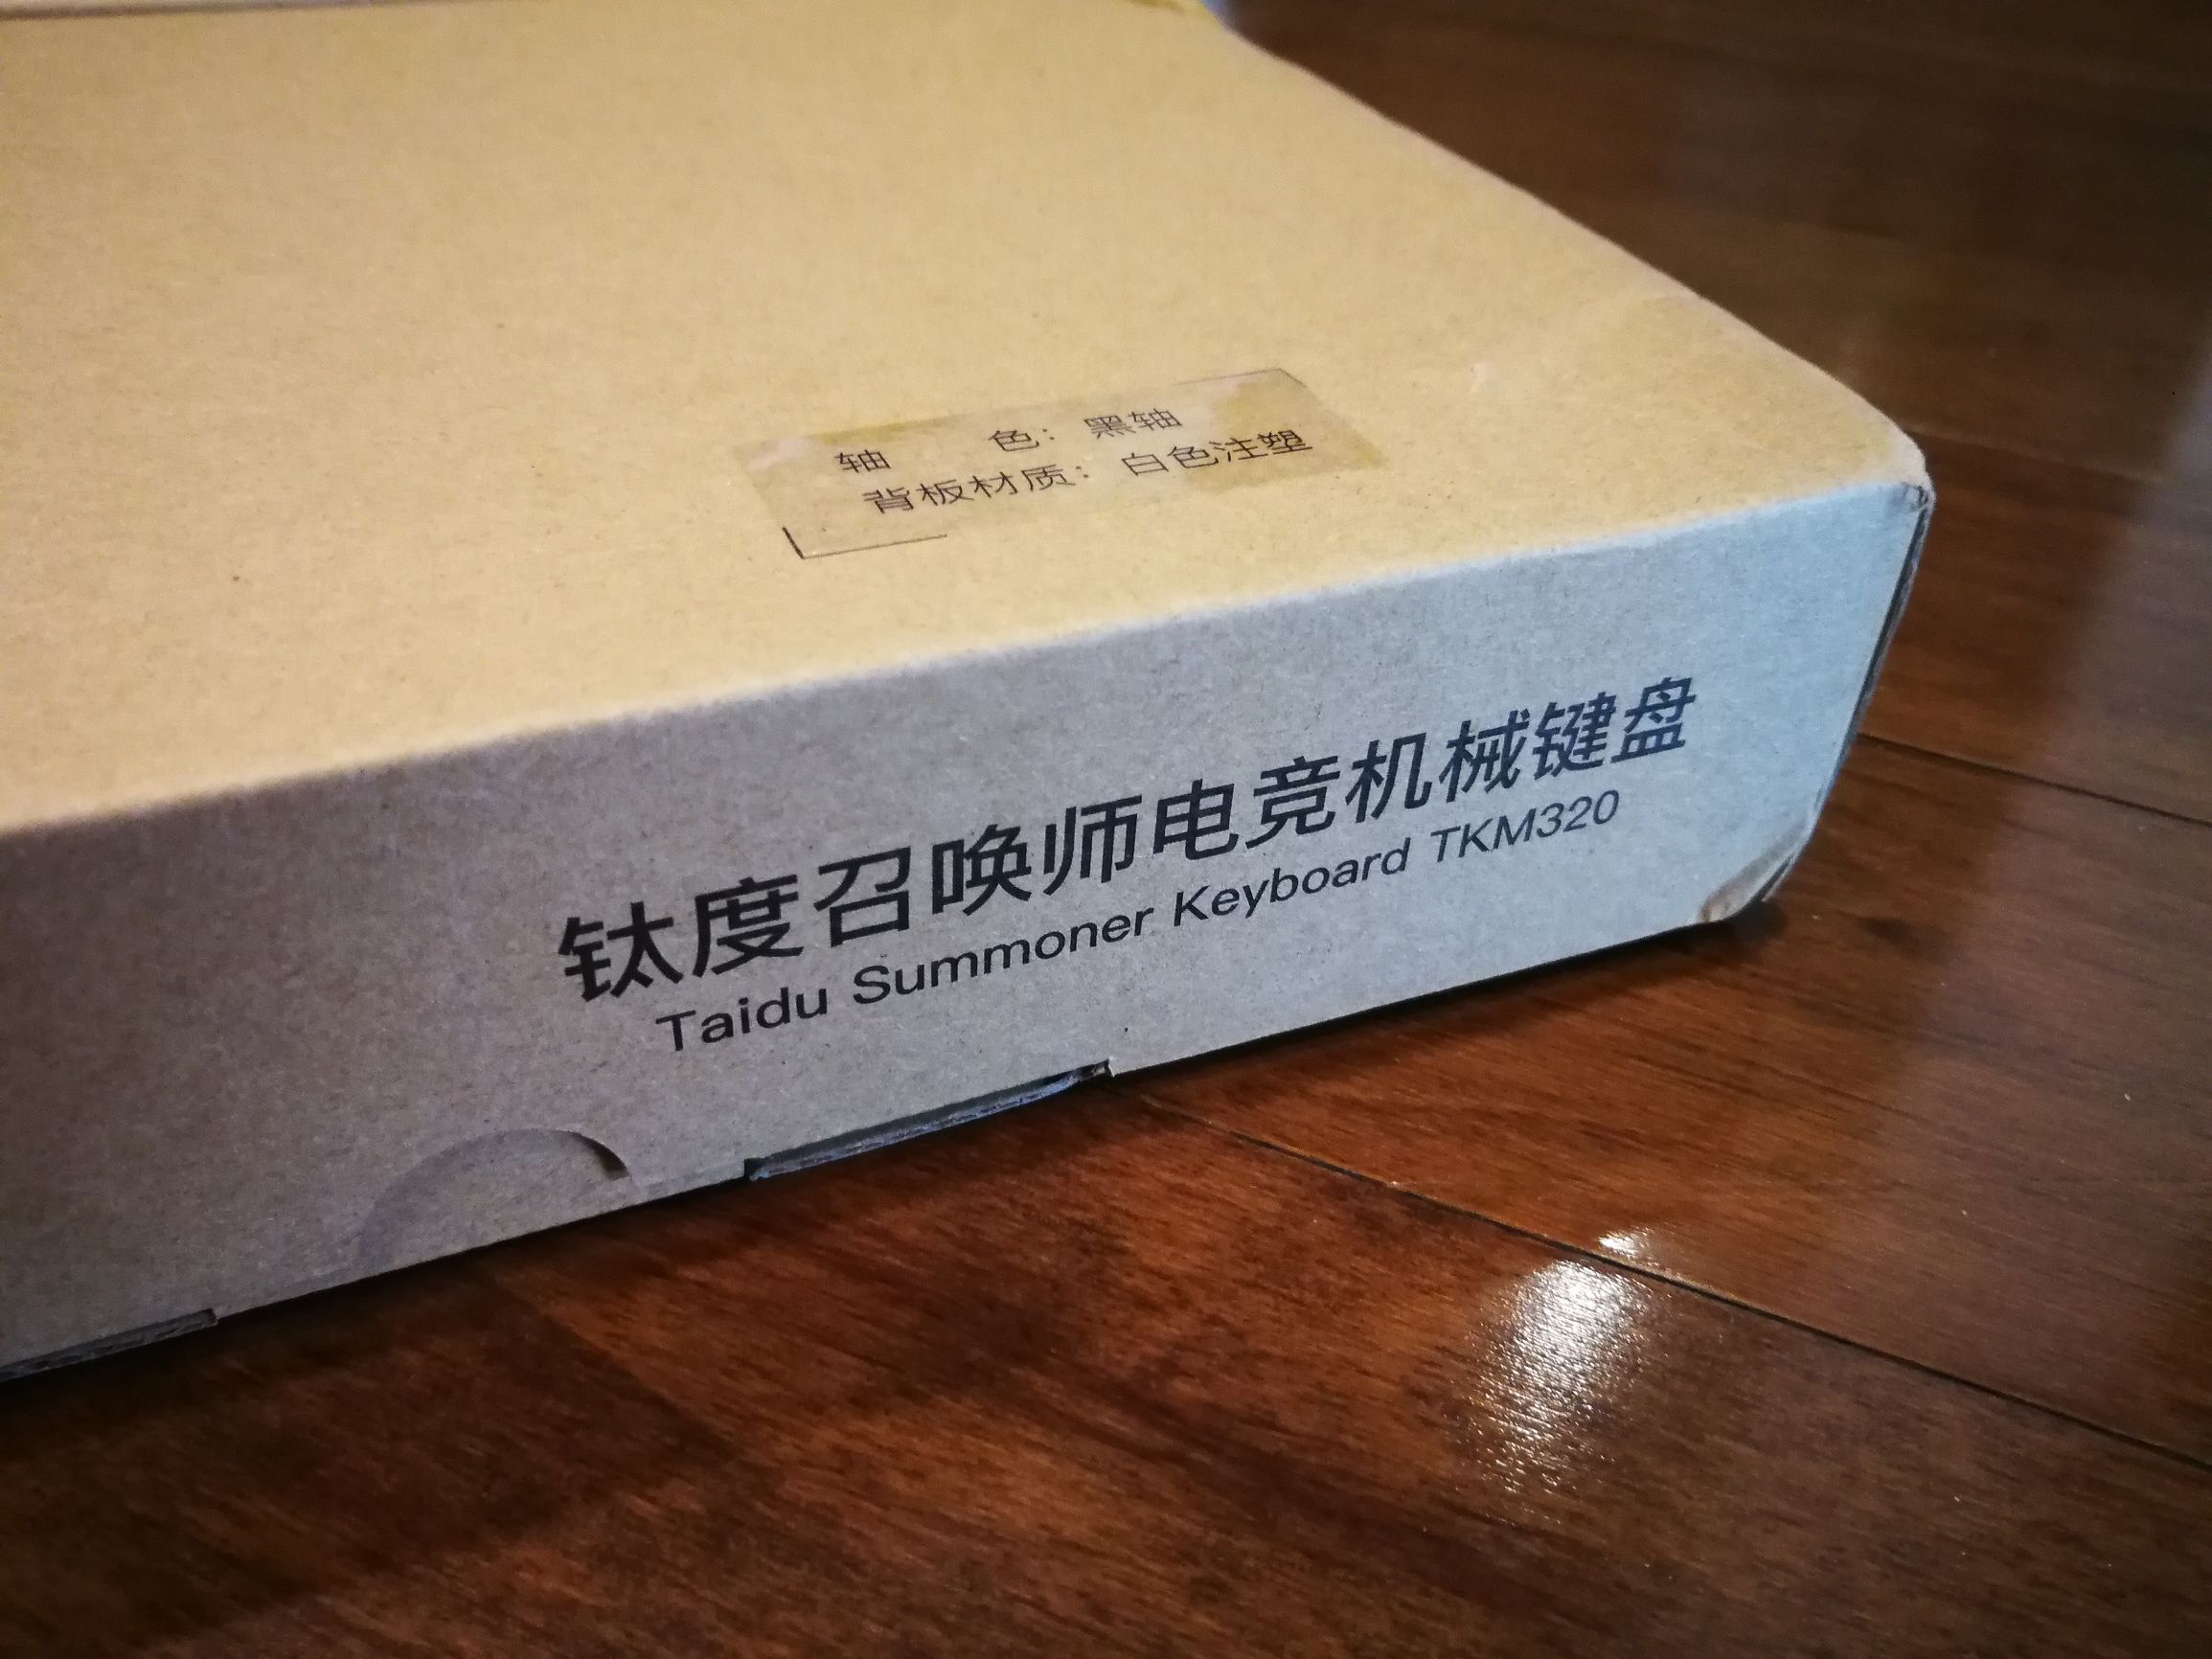 轴 色：黑轴
背板材质：白色注塑
钛度召唤师电竞机械键盘
Taidu Summoner Keyboard TKM320